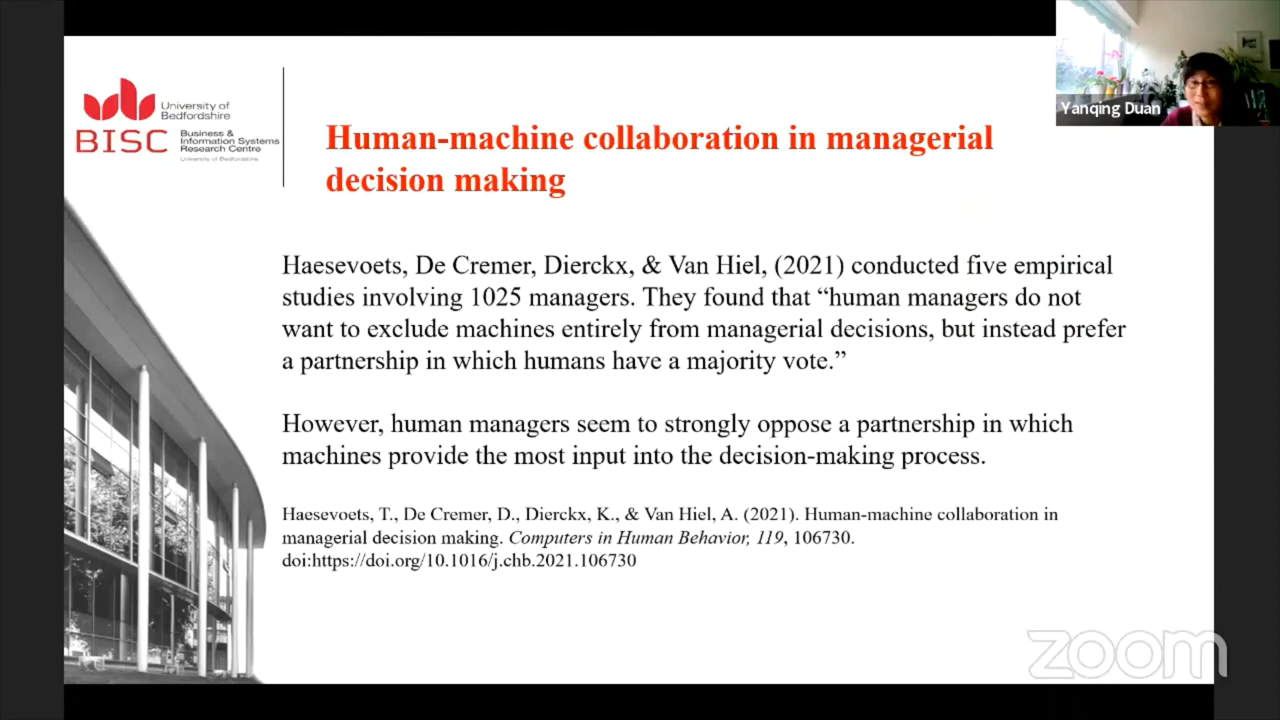 University of
Bedfordshire
BISC
Business &
Information Systems
Research Centre
University of Bedfordshire
Yanqing Duan
Human-machine collaboration in managerial
decision making
Haesevoets, De Cremer, Dierckx, & Van Hiel, (2021) conducted five empirical
studies involving 1025 managers. They found that “human managers do not
want to exclude machines entirely from managerial decisions, but instead prefer
a partnership in which humans have a majority vote.”
However, human managers seem to strongly oppose a partnership in which
machines provide the most input into the decision-making process.
Haesevoets, T., De Cremer, D., Dierckx, K., & Van Hiel, A. (2021). Human-machine collaboration in
managerial decision making. Computers in Human Behavior, 119, 106730.
doi:https://doi.org/10.1016/j.chb.2021.106730
zoom